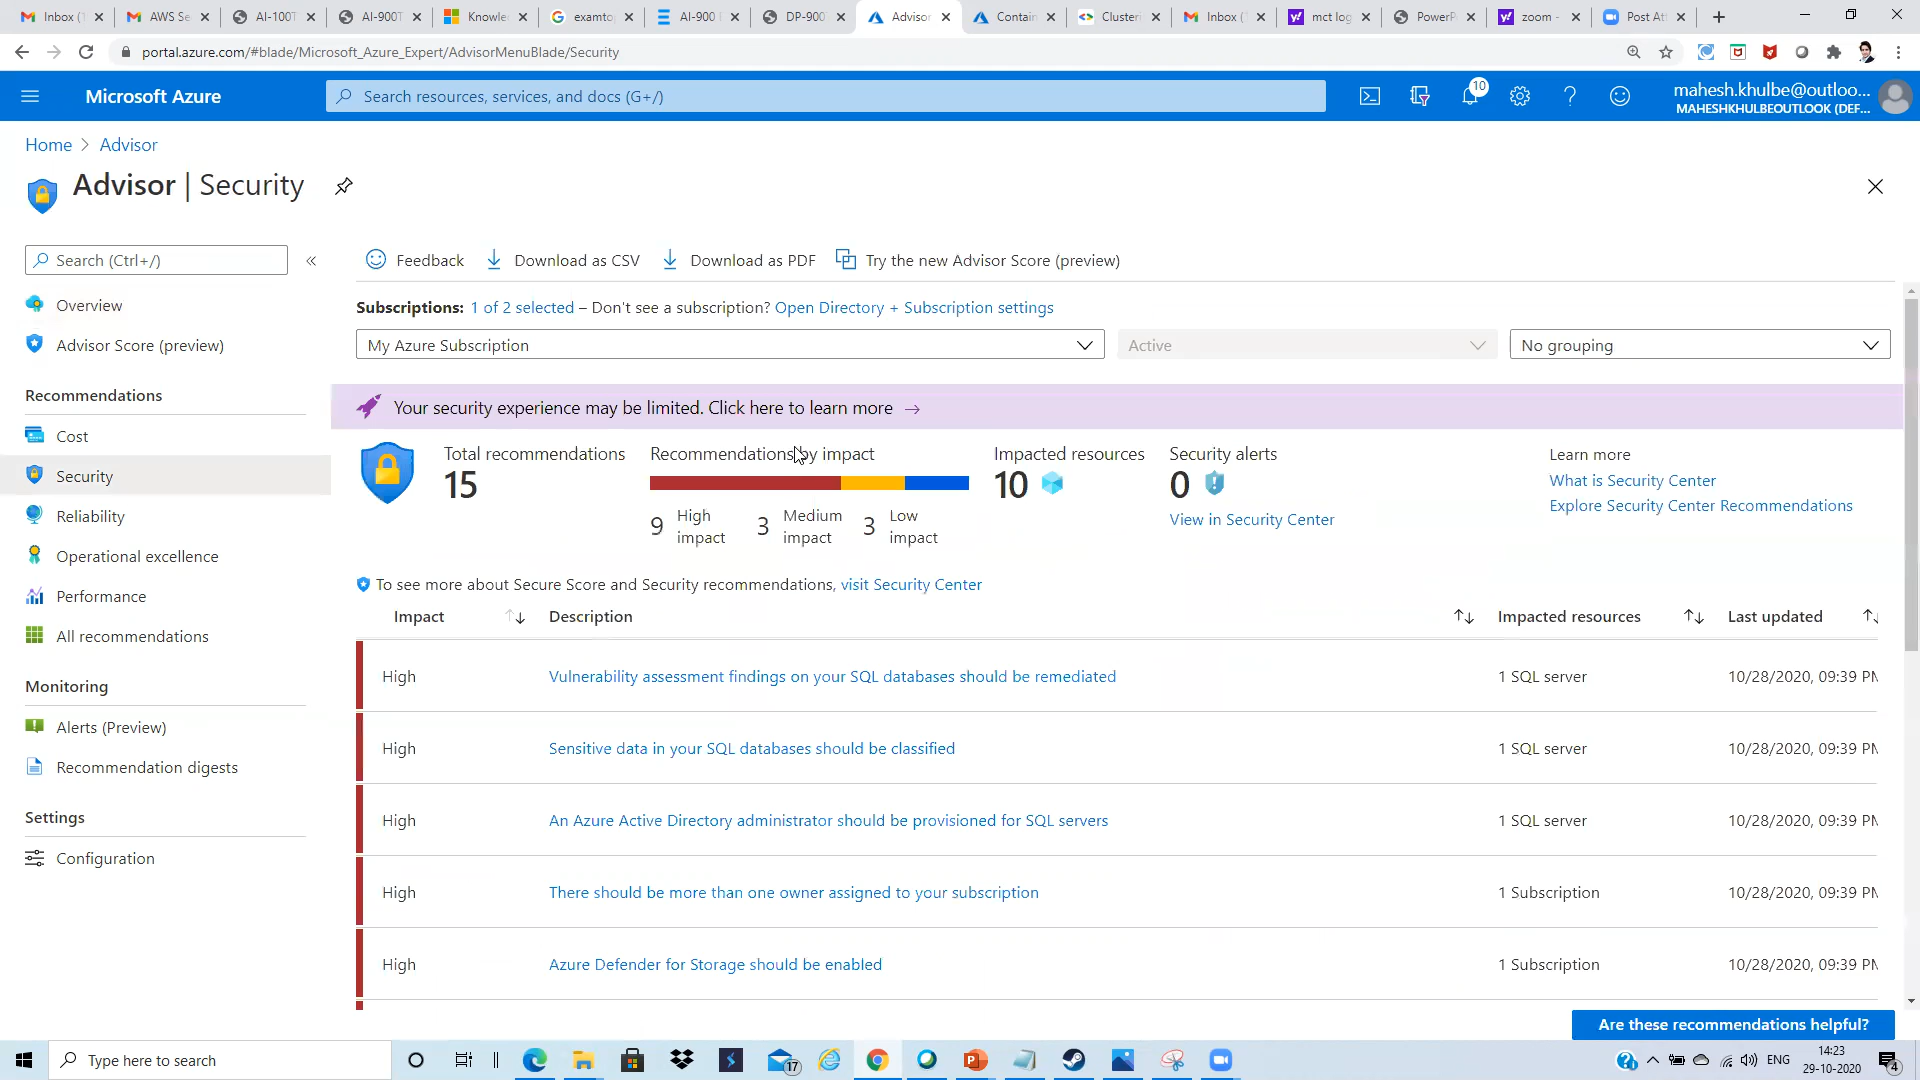 Inbox (1
AWS Se
AI-100T
AI-900T
Knowle
examto
AI-900
DP-900
Advisor
Contain
Cluster
Inbox (
mct log
PowerP
zoom -
Post Att
portal.azure.com/#blade/Microsoft_Azure_Expert/AdvisorMenuBlade/Security
Microsoft Azure
Search resources, services, and docs (G+/)
10
mahesh.khulbe@outloo...
MAHESHKHULBEOUTLOOK (DEF...
Home > Advisor
Advisor | Security
Search (Ctrl+/)
«
Overview
Advisor Score (preview)
Recommendations
Cost
Security
Reliability
Operational excellence
Performance
All recommendations
Monitoring
Alerts (Preview)
Recommendation digests
Settings
Configuration
Feedback
Download as CSV
Download as PDF
Try the new Advisor Score (preview)
Subscriptions: 1 of 2 selected – Don't see a subscription? Open Directory + Subscription settings
My Azure Subscription
Active
No grouping
Your security experience may be limited. Click here to learn more →
Total recommendations
15
Recommendations by impact
9 High impact
3 Medium impact
3 Low impact
Impacted resources
10
Security alerts
0
View in Security Center
Learn more
What is Security Center
Explore Security Center Recommendations
To see more about Secure Score and Security recommendations, visit Security Center
Impact Description Impacted resources Last updated
High Vulnerability assessment findings on your SQL databases should be remediated 1 SQL server 10/28/2020, 09:39 PM
High Sensitive data in your SQL databases should be classified 1 SQL server 10/28/2020, 09:39 PM
High An Azure Active Directory administrator should be provisioned for SQL servers 1 SQL server 10/28/2020, 09:39 PM
High There should be more than one owner assigned to your subscription 1 Subscription 10/28/2020, 09:39 PM
High Azure Defender for Storage should be enabled 1 Subscription 10/28/2020, 09:39 PM
Are these recommendations helpful?
Type here to search
17
ENG
14:23
29-10-2020
4